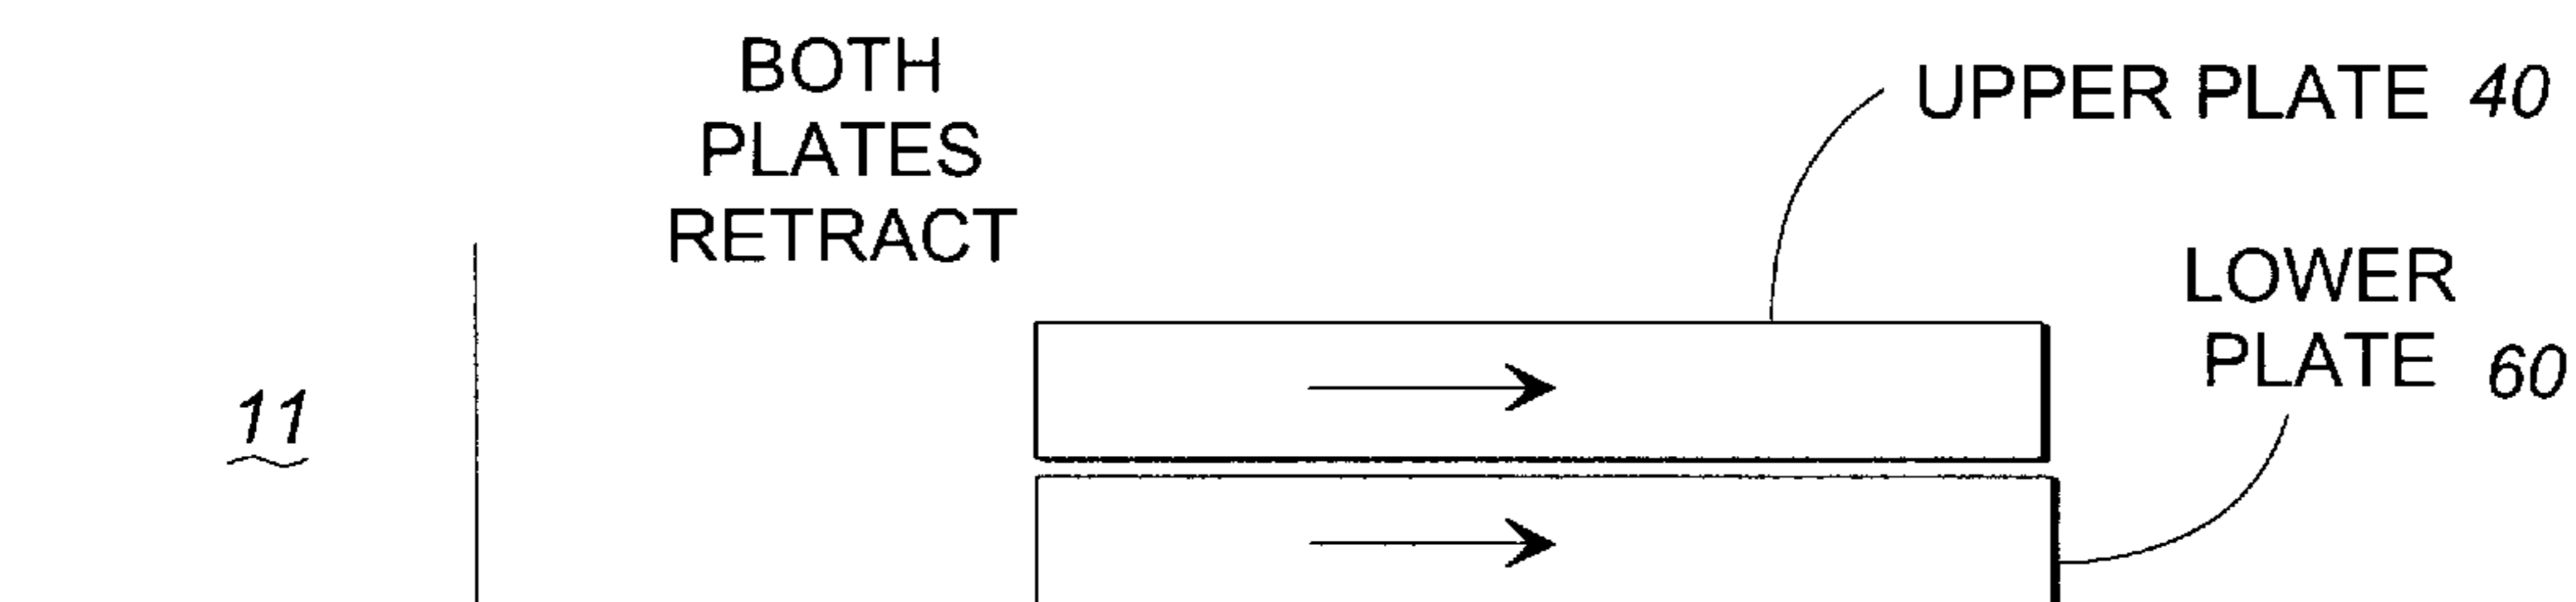 BOTH
PLATES
RETRACT
UPPER PLATE 40
LOWER
PLATE 60
11